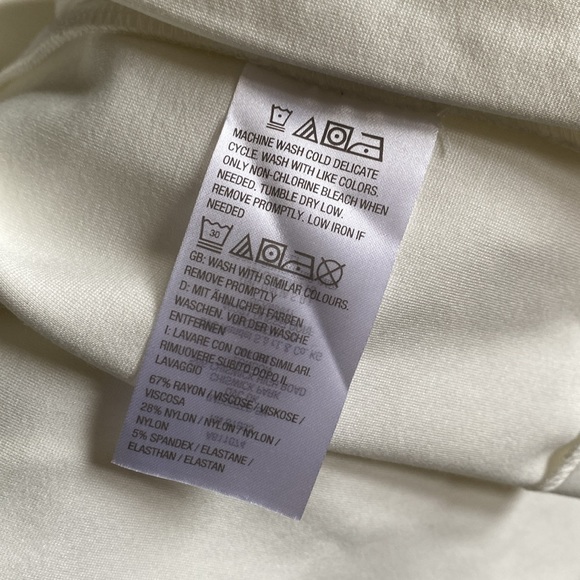 MACHINE WASH COLD DELICATE
CYCLE. WASH WITH LIKE COLORS.
ONLY NON-CHLORINE BLEACH WHEN
NEEDED. TUMBLE DRY LOW.
REMOVE PROMPTLY. LOW IRON IF
NEEDED
30
GB: WASH WITH SIMILAR COLOURS.
REMOVE PROMPTLY
D: MIT ÄHNLICHEN FARBEN
WASCHEN. VOR DER WÄSCHE
ENTFERNEN
I: LAVARE CON COLORI SIMILARI.
RIMUOVERE SUBITO DOPO IL
LAVAGGIO
67% RAYON / VISCOSE / VISKOSE /
VISCOSA
28% NYLON / NYLON / NYLON /
NYLON
5% SPANDEX / ELASTANE /
ELASTHAN / ELASTAN